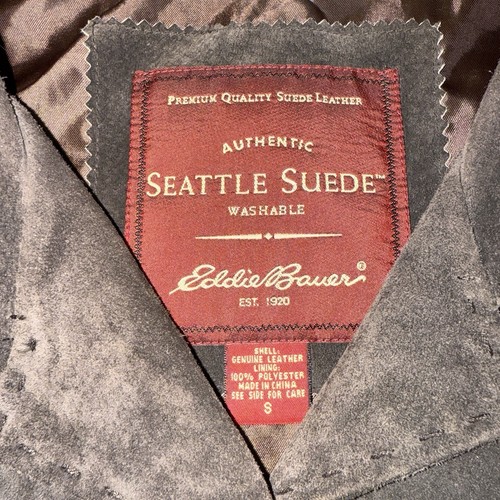 PREMIUM QUALITY SUEDE LEATHER
AUTHENTIC
SEATTLE SUEDE™
WASHABLE
Eddie Bauer®
EST. 1920
SHELL:
GENUINE LEATHER
LINING:
100% POLYESTER
MADE IN CHINA
SEE SIDE FOR CARE
S